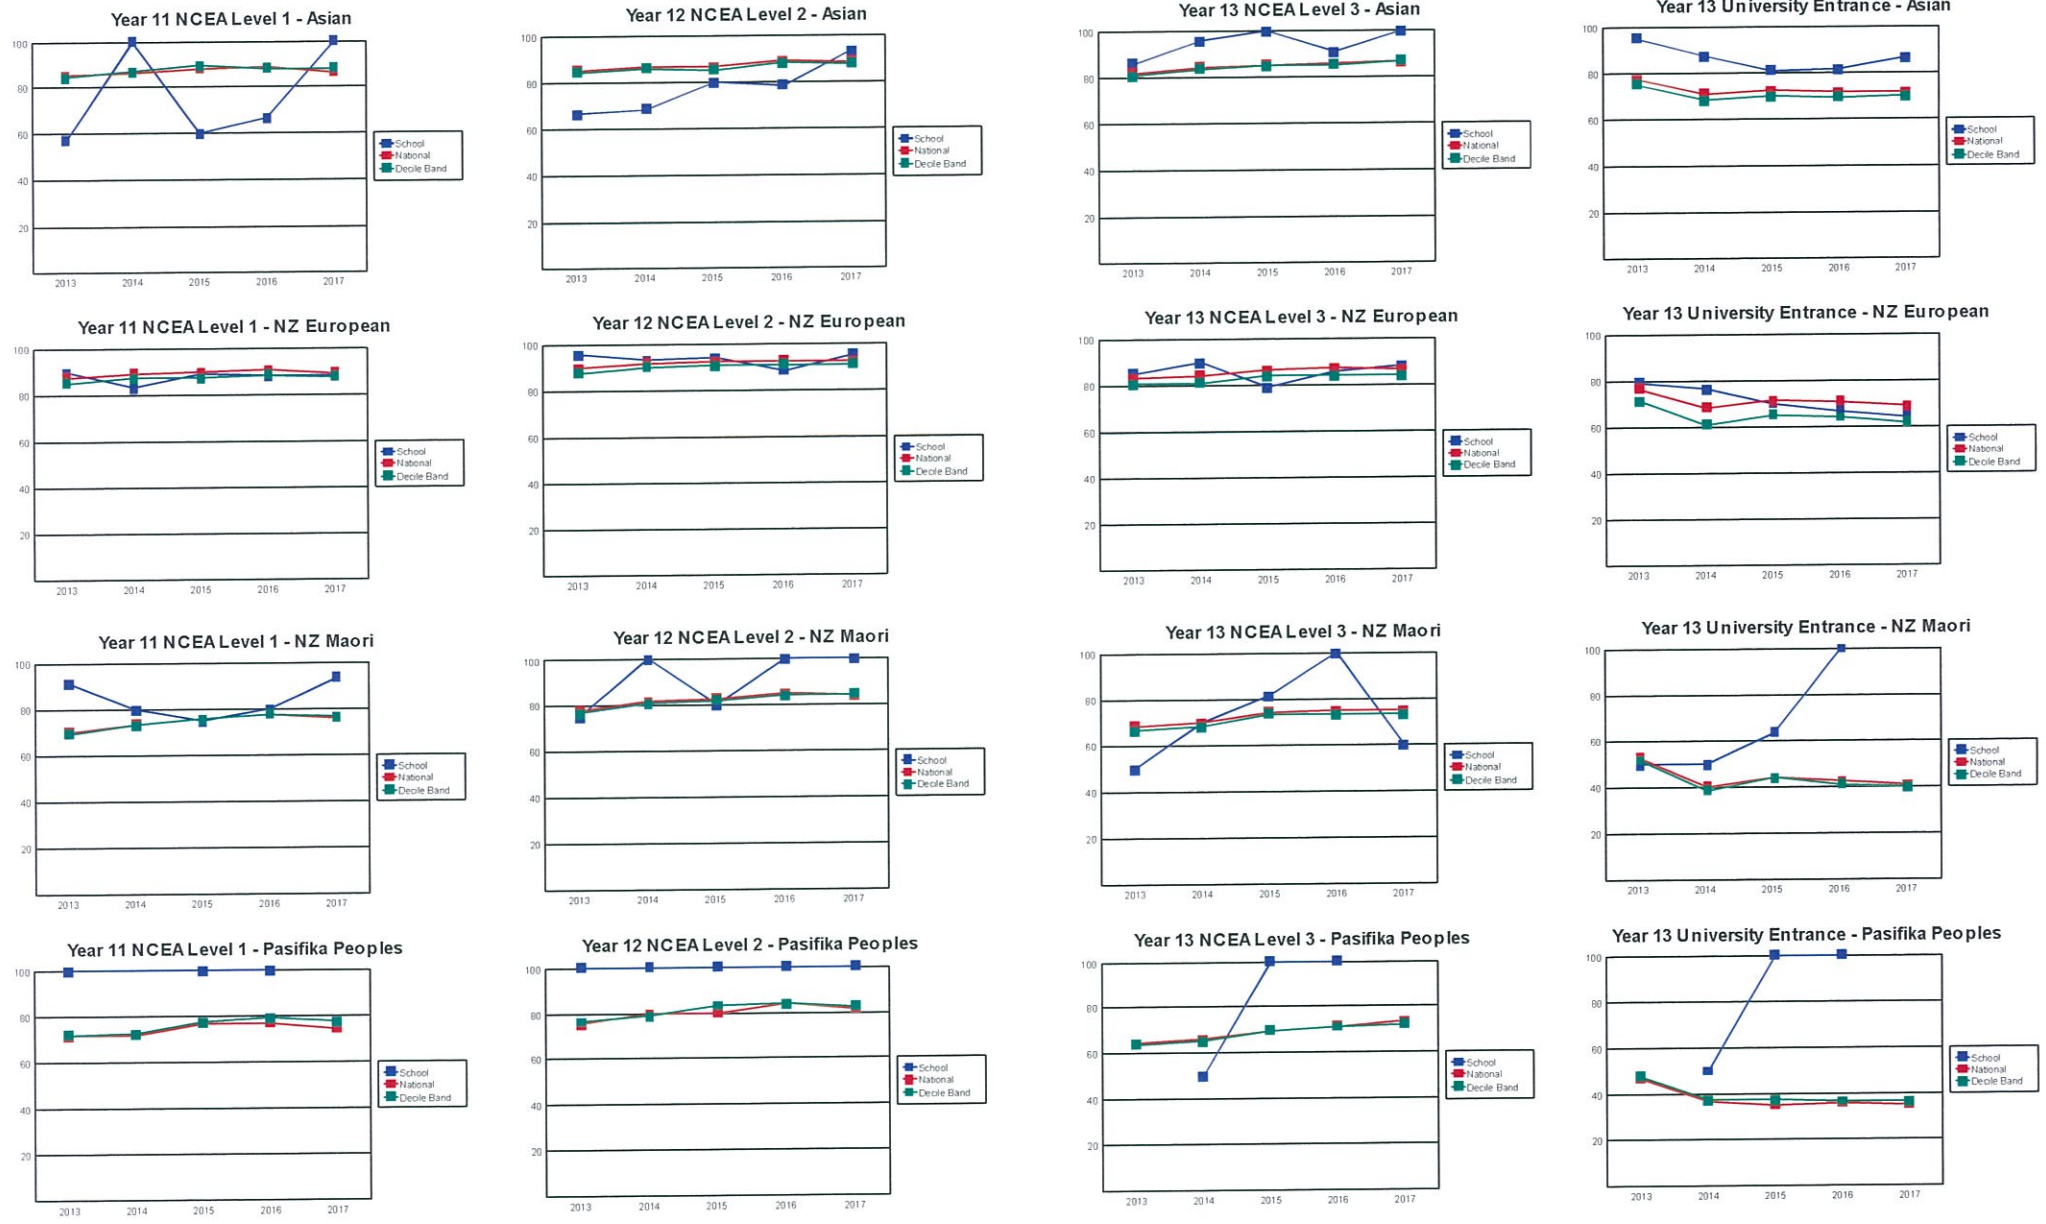 Year 11 NCEA Level 1 - Asian
100
80
60
40
20
2013 2014 2015 2016 2017
School
National
Decile Band
Year 12 NCEA Level 2 - Asian
100
80
60
40
20
2013 2014 2015 2016 2017
School
National
Decile Band
Year 13 NCEA Level 3 - Asian
100
80
60
40
20
2013 2014 2015 2016 2017
School
National
Decile Band
Year 13 University Entrance - Asian
100
80
60
40
20
2013 2014 2015 2016 2017
School
National
Decile Band
Year 11 NCEA Level 1 - NZ European
100
80
60
40
20
2013 2014 2015 2016 2017
School
National
Decile Band
Year 12 NCEA Level 2 - NZ European
100
80
60
40
20
2013 2014 2015 2016 2017
School
National
Decile Band
Year 13 NCEA Level 3 - NZ European
100
80
60
40
20
2013 2014 2015 2016 2017
School
National
Decile Band
Year 13 University Entrance - NZ European
100
80
60
40
20
2013 2014 2015 2016 2017
School
National
Decile Band
Year 11 NCEA Level 1 - NZ Maori
100
80
60
40
20
2013 2014 2015 2016 2017
School
National
Decile Band
Year 12 NCEA Level 2 - NZ Maori
100
80
60
40
20
2013 2014 2015 2016 2017
School
National
Decile Band
Year 13 NCEA Level 3 - NZ Maori
100
80
60
40
20
2013 2014 2015 2016 2017
School
National
Decile Band
Year 13 University Entrance - NZ Maori
100
80
60
40
20
2013 2014 2015 2016 2017
School
National
Decile Band
Year 11 NCEA Level 1 - Pasifika Peoples
100
80
60
40
20
2013 2014 2015 2016 2017
School
National
Decile Band
Year 12 NCEA Level 2 - Pasifika Peoples
100
80
60
40
20
2013 2014 2015 2016 2017
School
National
Decile Band
Year 13 NCEA Level 3 - Pasifika Peoples
100
80
60
40
20
2013 2014 2015 2016 2017
School
National
Decile Band
Year 13 University Entrance - Pasifika Peoples
100
80
60
40
20
2013 2014 2015 2016 2017
School
National
Decile Band